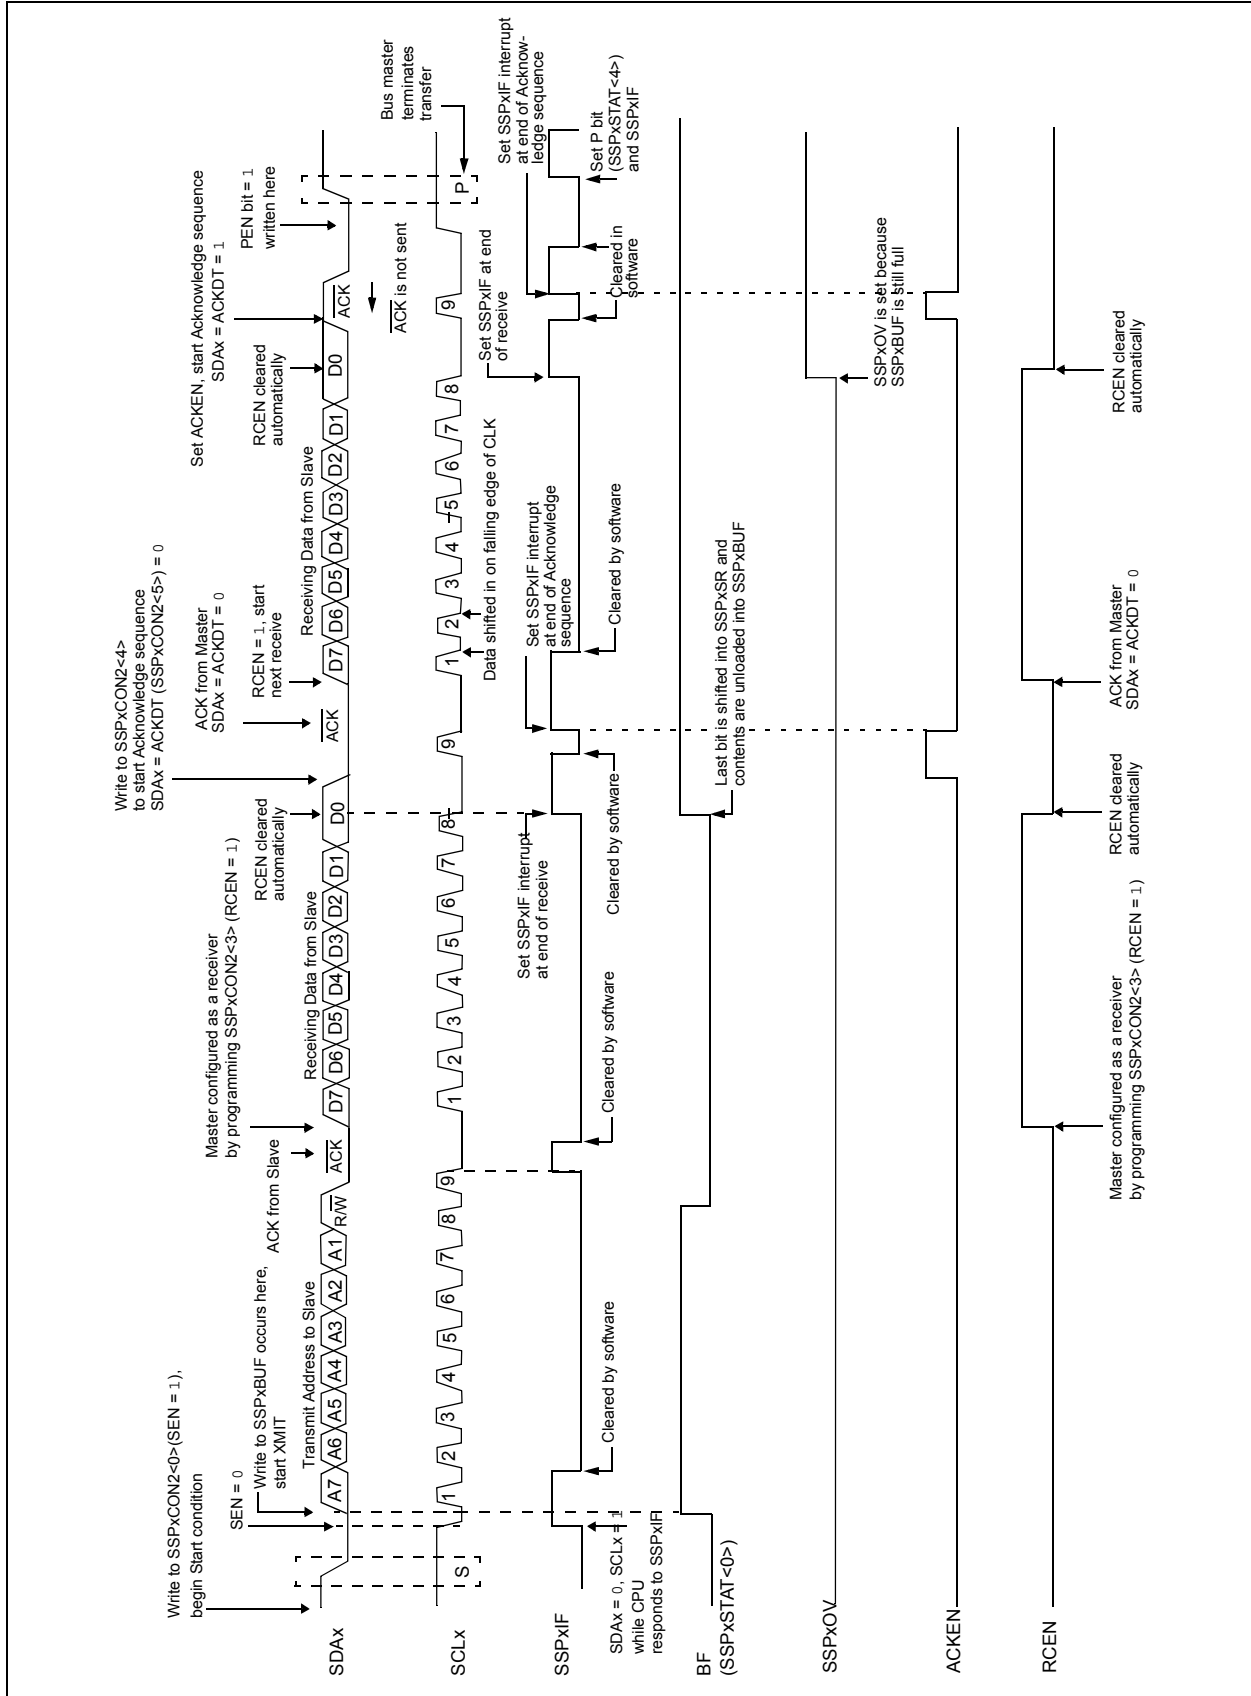 Write to SSPxCON2<0>(SEN = 1),
begin Start condition
SEN = 0
Write to SSPxBUF occurs here,
start XMIT
ACK from Slave
Master configured as a receiver
by programming SSPxCON2<3> (RCEN = 1)
RCEN cleared
automatically
Write to SSPxCON2<4>
to start Acknowledge sequence
SDAx = ACKDT (SSPxCON2<5>) = 0
ACK from Master
SDAx = ACKDT = 0
RCEN = 1, start
next receive
RCEN cleared
automatically
Set ACKEN, start Acknowledge sequence
SDAx = ACKDT = 1
PEN bit = 1
written here
Transmit Address to Slave
Receiving Data from Slave
Receiving Data from Slave
SDAx
A7 A6 A5 A4 A3 A2 A1 R/W ACK D7 D6 D5 D4 D3 D2 D1 D0 ACK D7 D6 D5 D4 D3 D2 D1 D0 ACK
ACK is not sent
Bus master
terminates
transfer
SCLx
S 1 2 3 4 5 6 7 8 9 1 2 3 4 5 6 7 8 9 1 2 3 4 5 6 7 8 9 P
Data shifted in on falling edge of CLK
Set SSPxIF interrupt
at end of receive
Set SSPxIF interrupt
at end of Acknowledge
sequence
Set SSPxIF at end
of receive
Set SSPxIF interrupt
at end of Acknow-
ledge sequence
SSPxIF
SDAx = 0, SCLx = 1
while CPU
responds to SSPxIF
Cleared by software
Cleared by software
Cleared by software
Cleared by software
Cleared in
software
Set P bit
(SSPxSTAT<4>)
and SSPxIF
BF
(SSPxSTAT<0>)
Last bit is shifted into SSPxSR and
contents are unloaded into SSPxBUF
SSPxOV
SSPxOV is set because
SSPxBUF is still full
ACKEN
RCEN
Master configured as a receiver
by programming SSPxCON2<3> (RCEN = 1)
RCEN cleared
automatically
ACK from Master
SDAx = ACKDT = 0
RCEN cleared
automatically